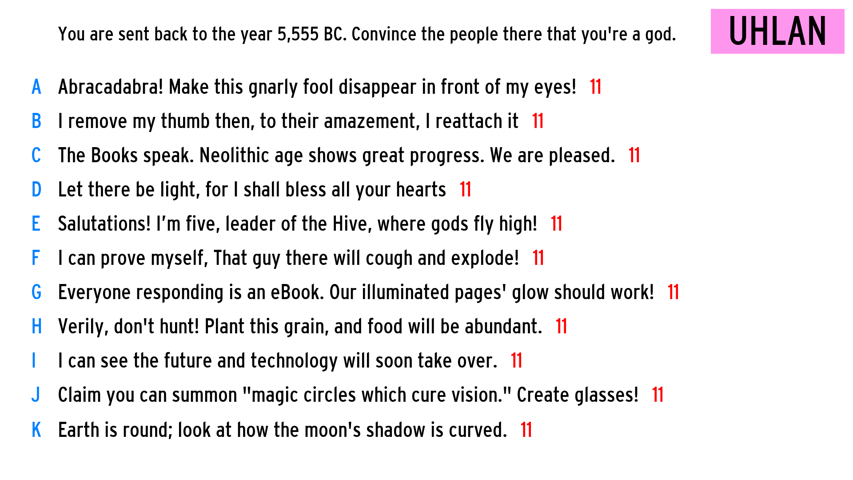 You are sent back to the year 5,555 BC. Convince the people there that you're a god.
UHLAN
A Abracadabra! Make this gnarly fool disappear in front of my eyes! 11
B I remove my thumb then, to their amazement, I reattach it 11
C The Books speak. Neolithic age shows great progress. We are pleased. 11
D Let there be light, for I shall bless all your hearts 11
E Salutations! I'm five, leader of the Hive, where gods fly high! 11
F I can prove myself, That guy there will cough and explode! 11
G Everyone responding is an eBook. Our illuminated pages' glow should work! 11
H Verily, don't hunt! Plant this grain, and food will be abundant. 11
I I can see the future and technology will soon take over. 11
J Claim you can summon "magic circles which cure vision." Create glasses! 11
K Earth is round; look at how the moon's shadow is curved. 11